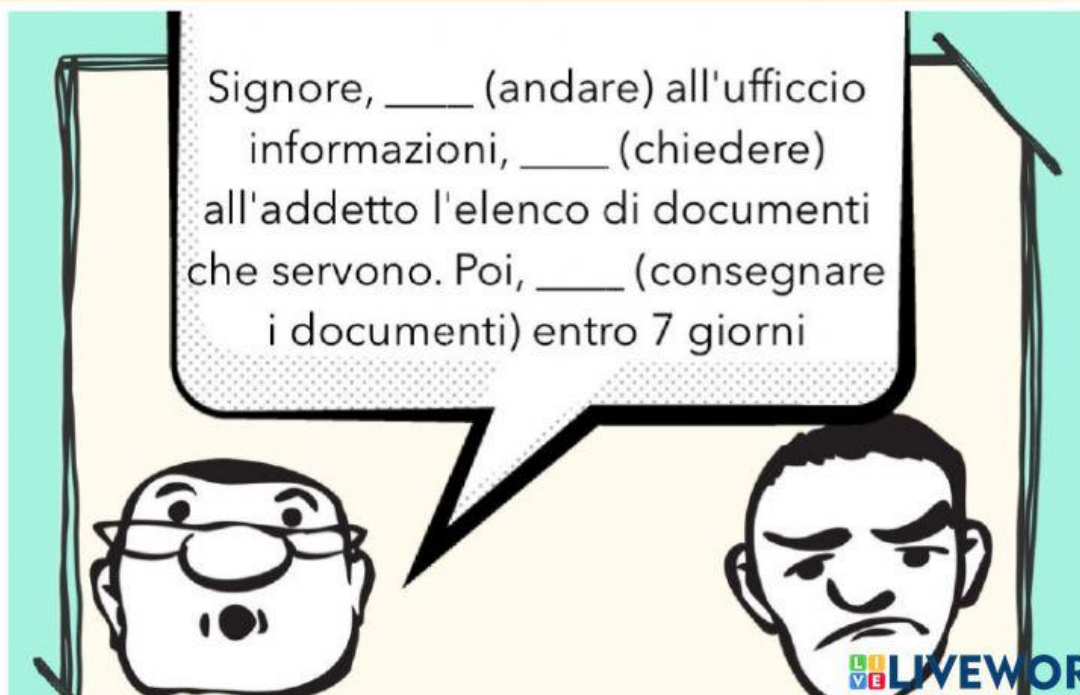 Signore, ____ (andare) all'ufficcio
informazioni, ____ (chiedere)
all'addetto l'elenco di documenti
che servono. Poi, ____ (consegnare
i documenti) entro 7 giorni
LIVE LIVEWOR